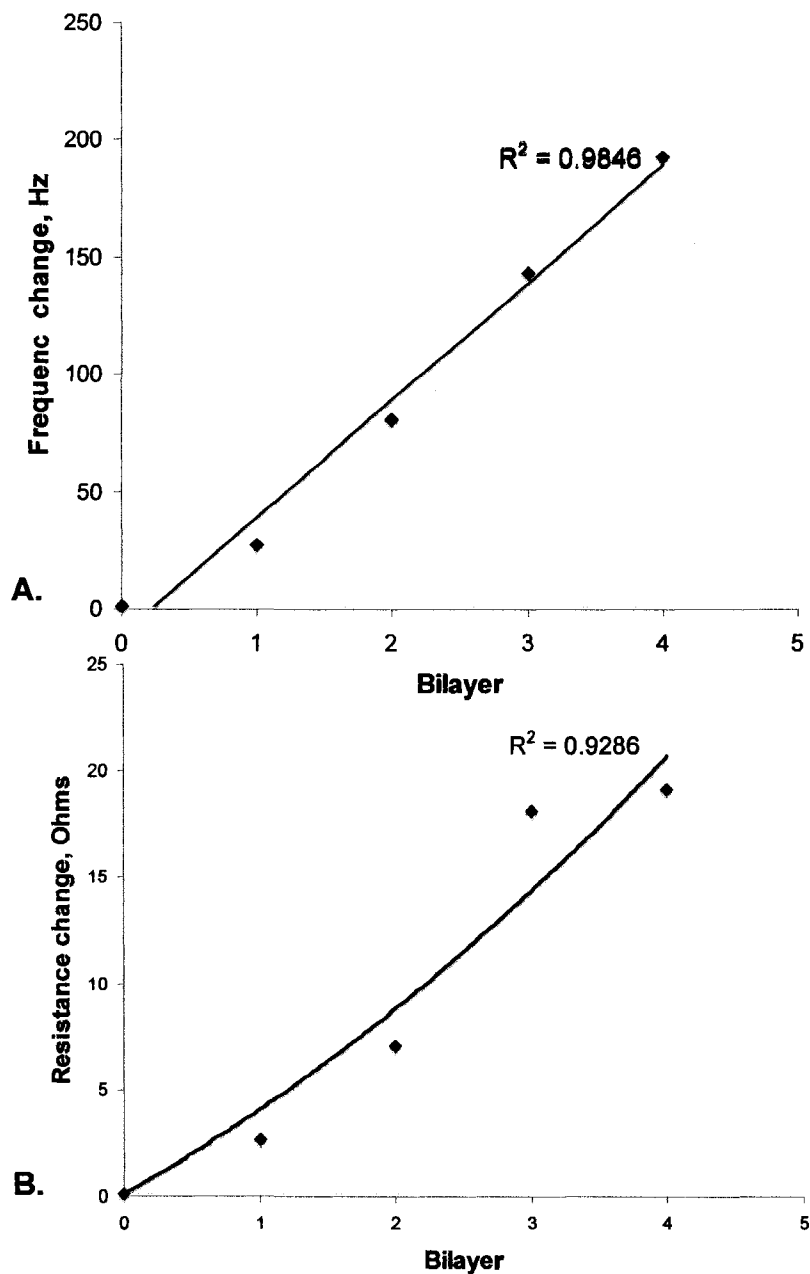 250
200
150
100
50
0
Frequenc change, Hz
R² = 0.9846
A.
0 1 2 3 4 5
Bilayer
25
20
15
10
5
0
Resistance change, Ohms
R² = 0.9286
B.
0 1 2 3 4 5
Bilayer